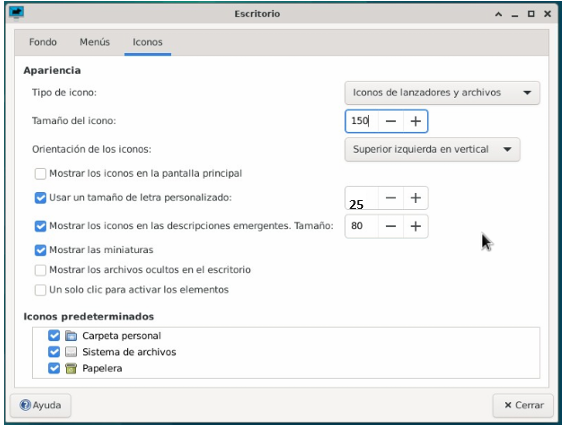 Escritorio
Fondo Menús Iconos
Apariencia
Tipo de icono: Iconos de lanzadores y archivos
Tamaño del icono: 150 − +
Orientación de los iconos: Superior izquierda en vertical
Mostrar los iconos en la pantalla principal
Usar un tamaño de letra personalizado: 25 − +
Mostrar los iconos en las descripciones emergentes. Tamaño: 80 − +
Mostrar las miniaturas
Mostrar los archivos ocultos en el escritorio
Un solo clic para activar los elementos
Iconos predeterminados
Carpeta personal
Sistema de archivos
Papelera
Ayuda Cerrar